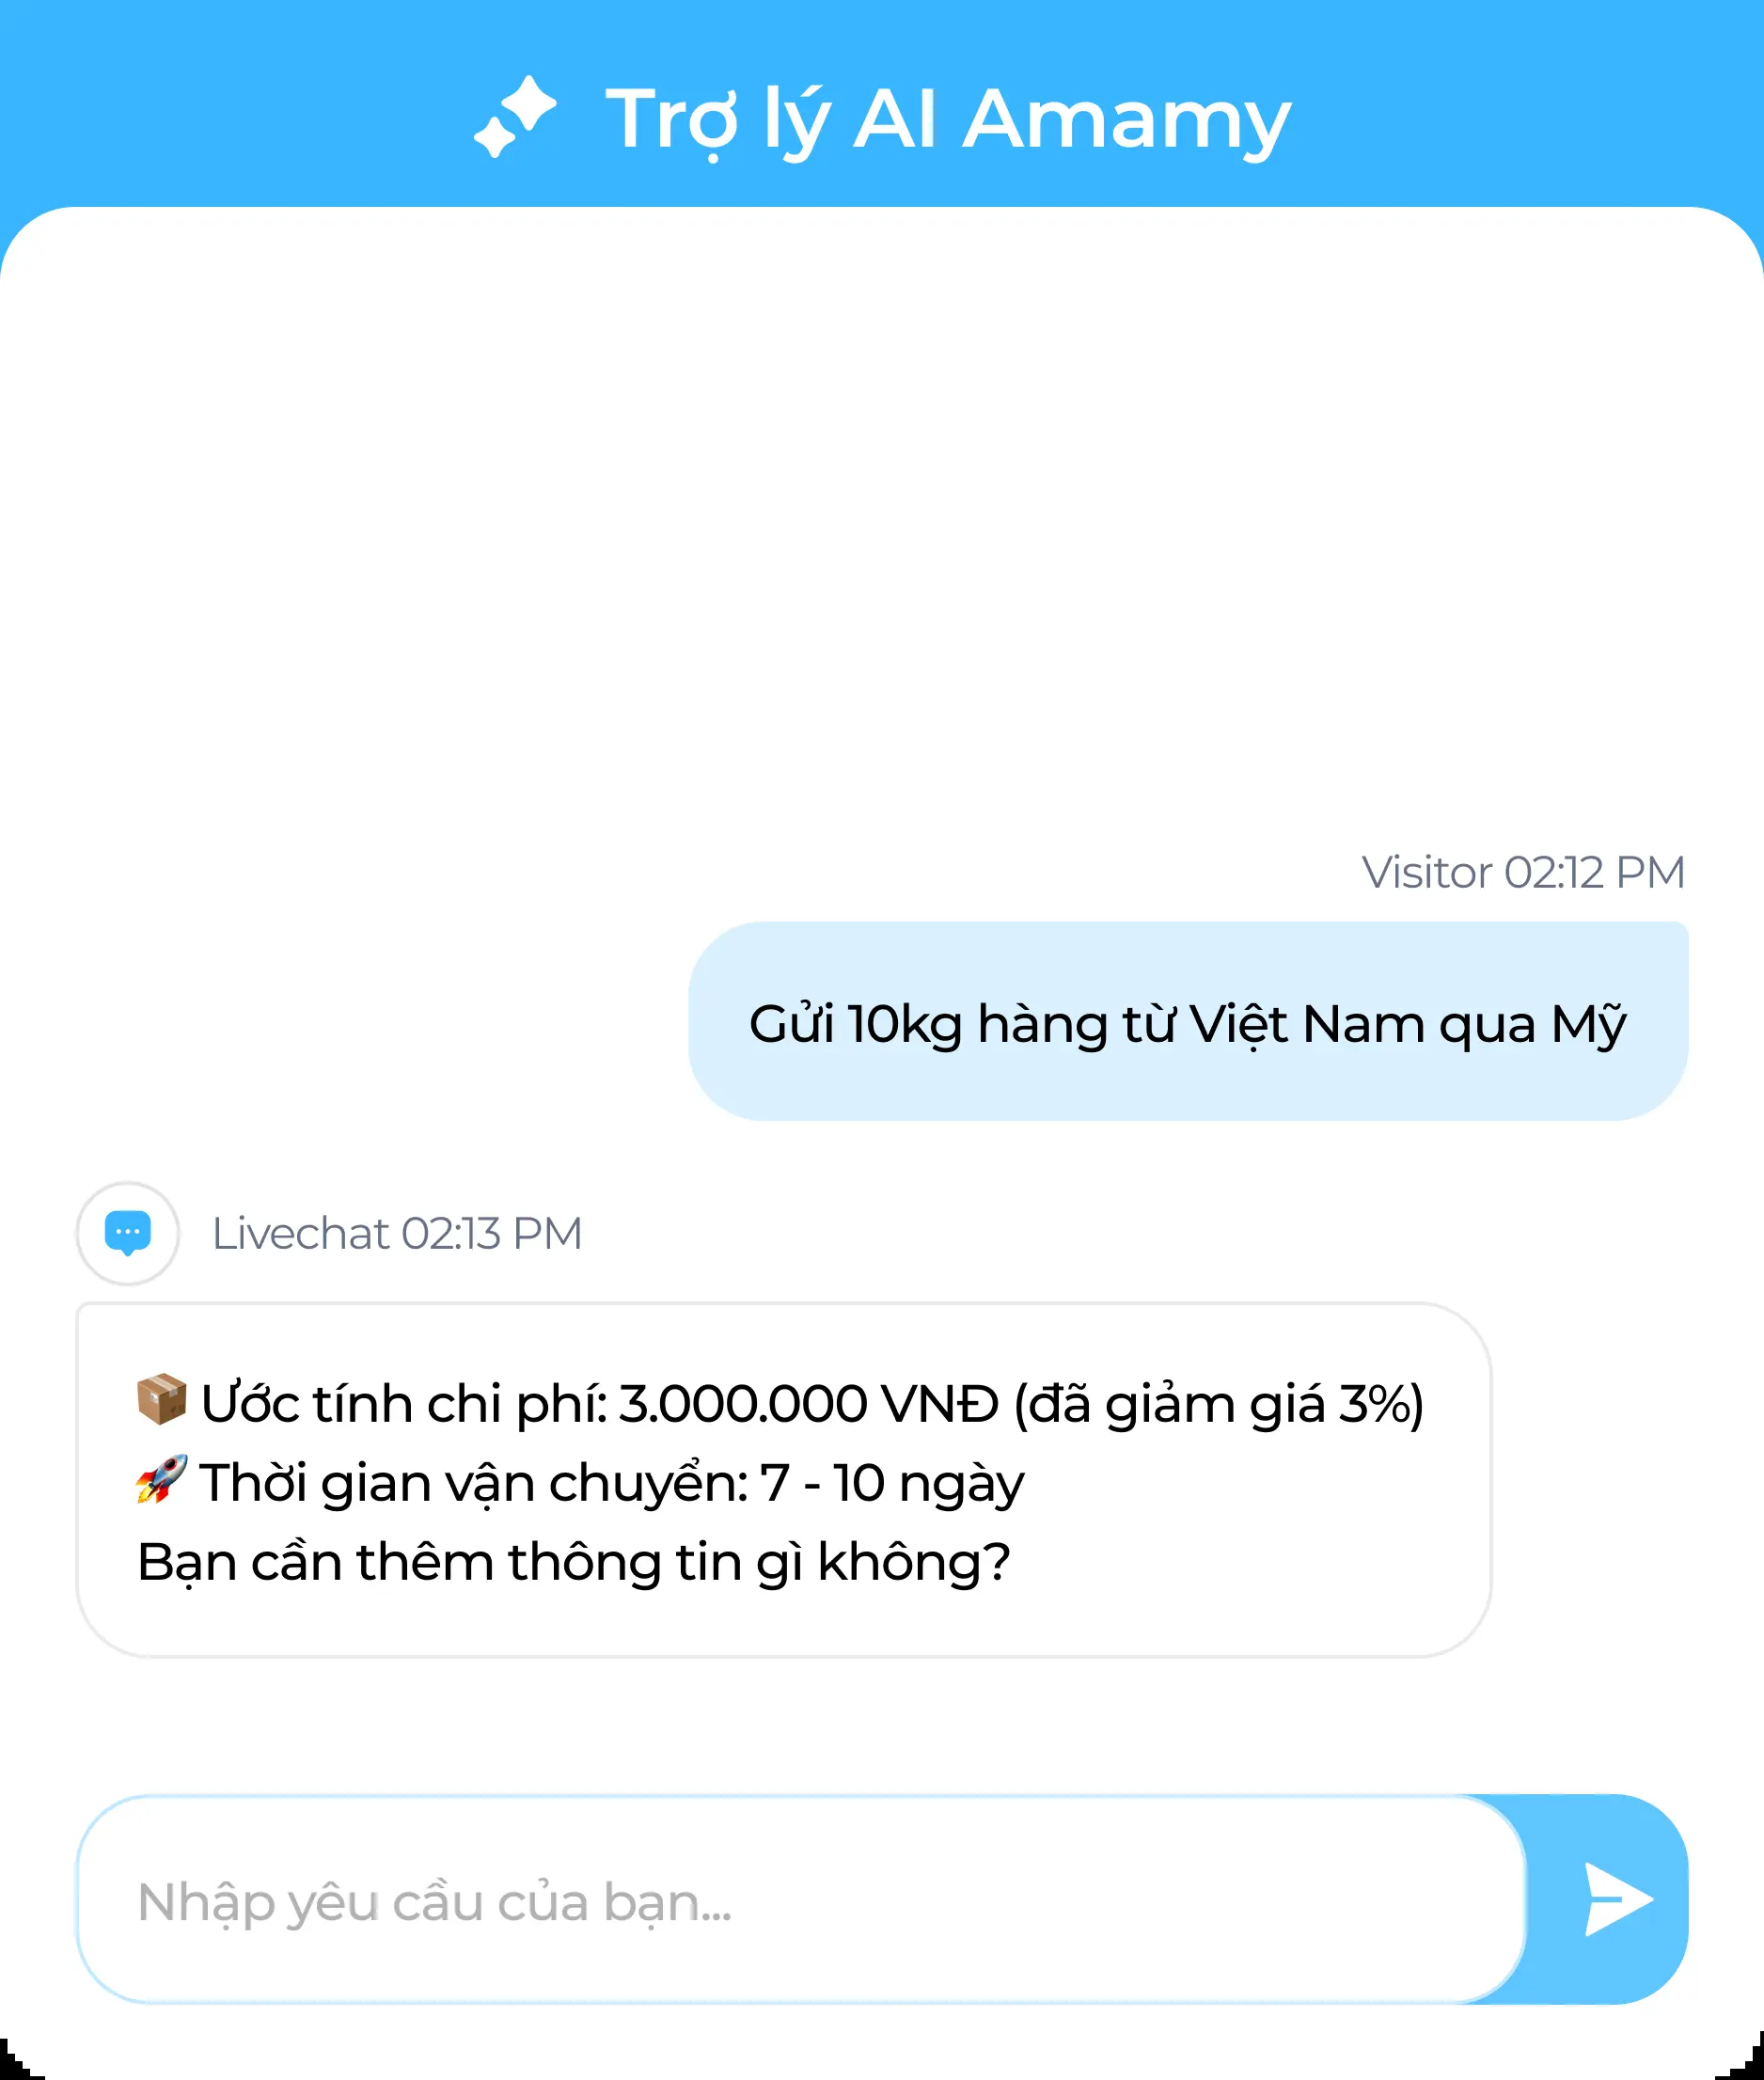 Trợ lý AI Amamy
Visitor 02:12 PM
Gửi 10kg hàng từ Việt Nam qua Mỹ
Livechat 02:13 PM
📦 Ước tính chi phí: 3.000.000 VNĐ (đã giảm giá 3%)
🚀 Thời gian vận chuyển: 7 - 10 ngày
Bạn cần thêm thông tin gì không?
Nhập yêu cầu của bạn...